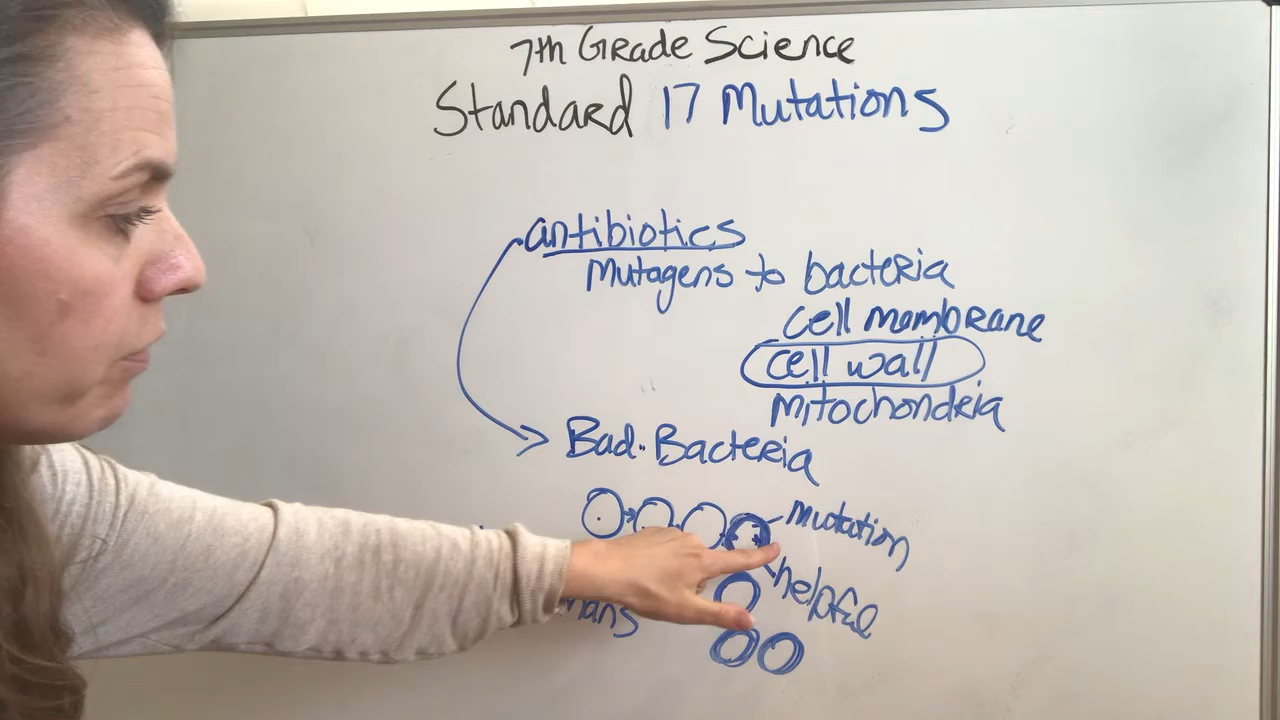 7th Grade Science
Standard 17 Mutations
antibiotics
Mutagens to bacteria
cell membrane
cell wall
Mitochondria
Bad Bacteria
Mutation
helpful